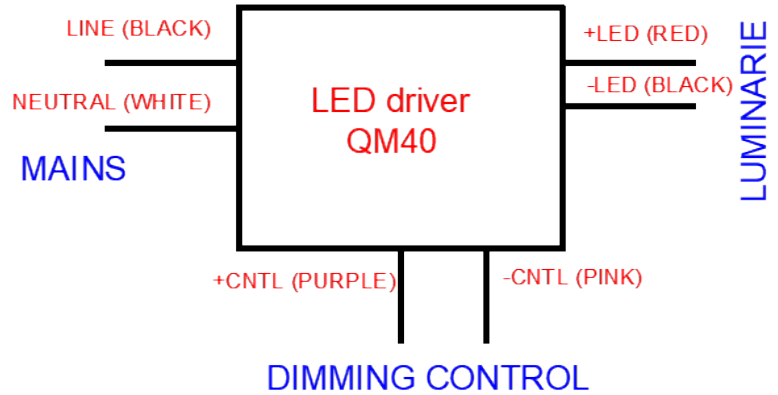 LINE (BLACK)
+LED (RED)
NEUTRAL (WHITE)
-LED (BLACK)
LED driver
QM40
MAINS
LUMINARIE
+CNTL (PURPLE)
-CNTL (PINK)
DIMMING CONTROL